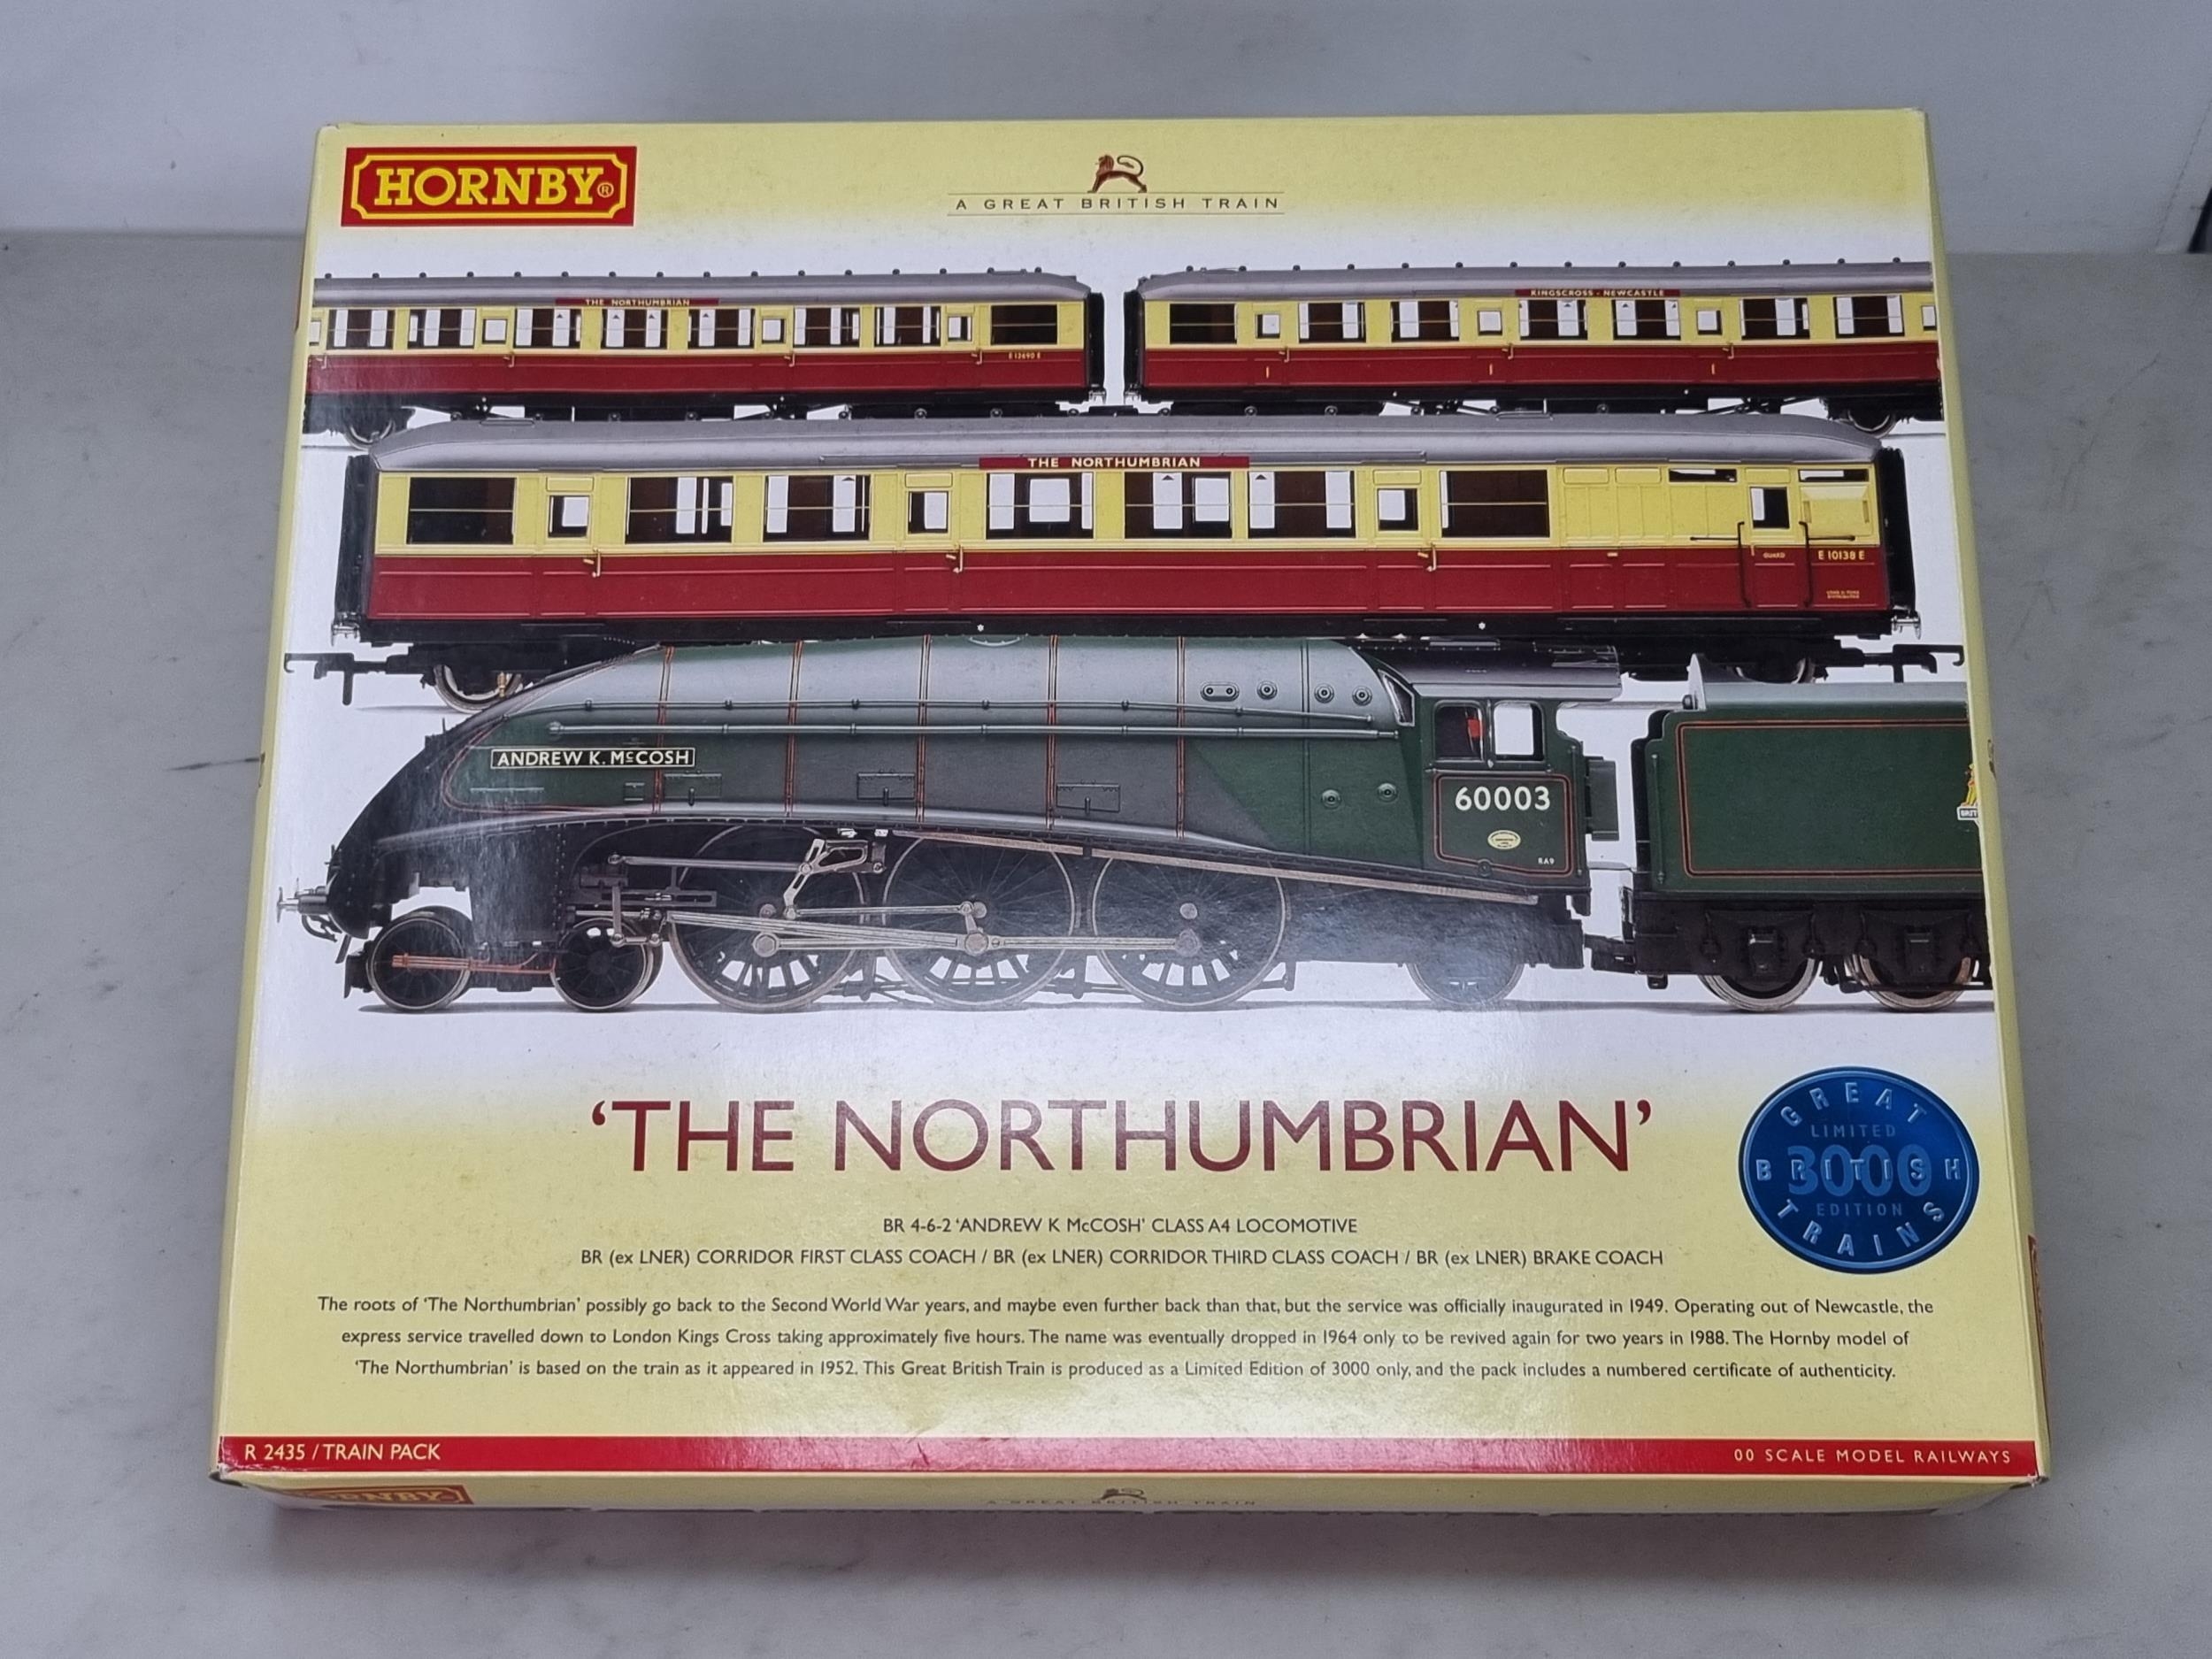 HORNBY®
A GREAT BRITISH TRAIN
THE NORTHUMBRIAN
KINGSCROSS - NEWCASTLE
E 12690 E
THE NORTHUMBRIAN
GUARD
E 10138 E
ANDREW K. McCOSH
60003
RA9
BRIT
'THE NORTHUMBRIAN'
GREAT
LIMITED
BRITISH
3000
EDITION
TRAINS
BR 4-6-2 'ANDREW K McCOSH' CLASS A4 LOCOMOTIVE
BR (ex LNER) CORRIDOR FIRST CLASS COACH / BR (ex LNER) CORRIDOR THIRD CLASS COACH / BR (ex LNER) BRAKE COACH
The roots of 'The Northumbrian' possibly go back to the Second World War years, and maybe even further back than that, but the service was officially inaugurated in 1949. Operating out of Newcastle, the
express service travelled down to London Kings Cross taking approximately five hours. The name was eventually dropped in 1964 only to be revived again for two years in 1988. The Hornby model of
'The Northumbrian' is based on the train as it appeared in 1952. This Great British Train is produced as a Limited Edition of 3000 only, and the pack includes a numbered certificate of authenticity.
R 2435 / TRAIN PACK
00 SCALE MODEL RAILWAYS
HORNBY
A GREAT BRITISH TRAIN